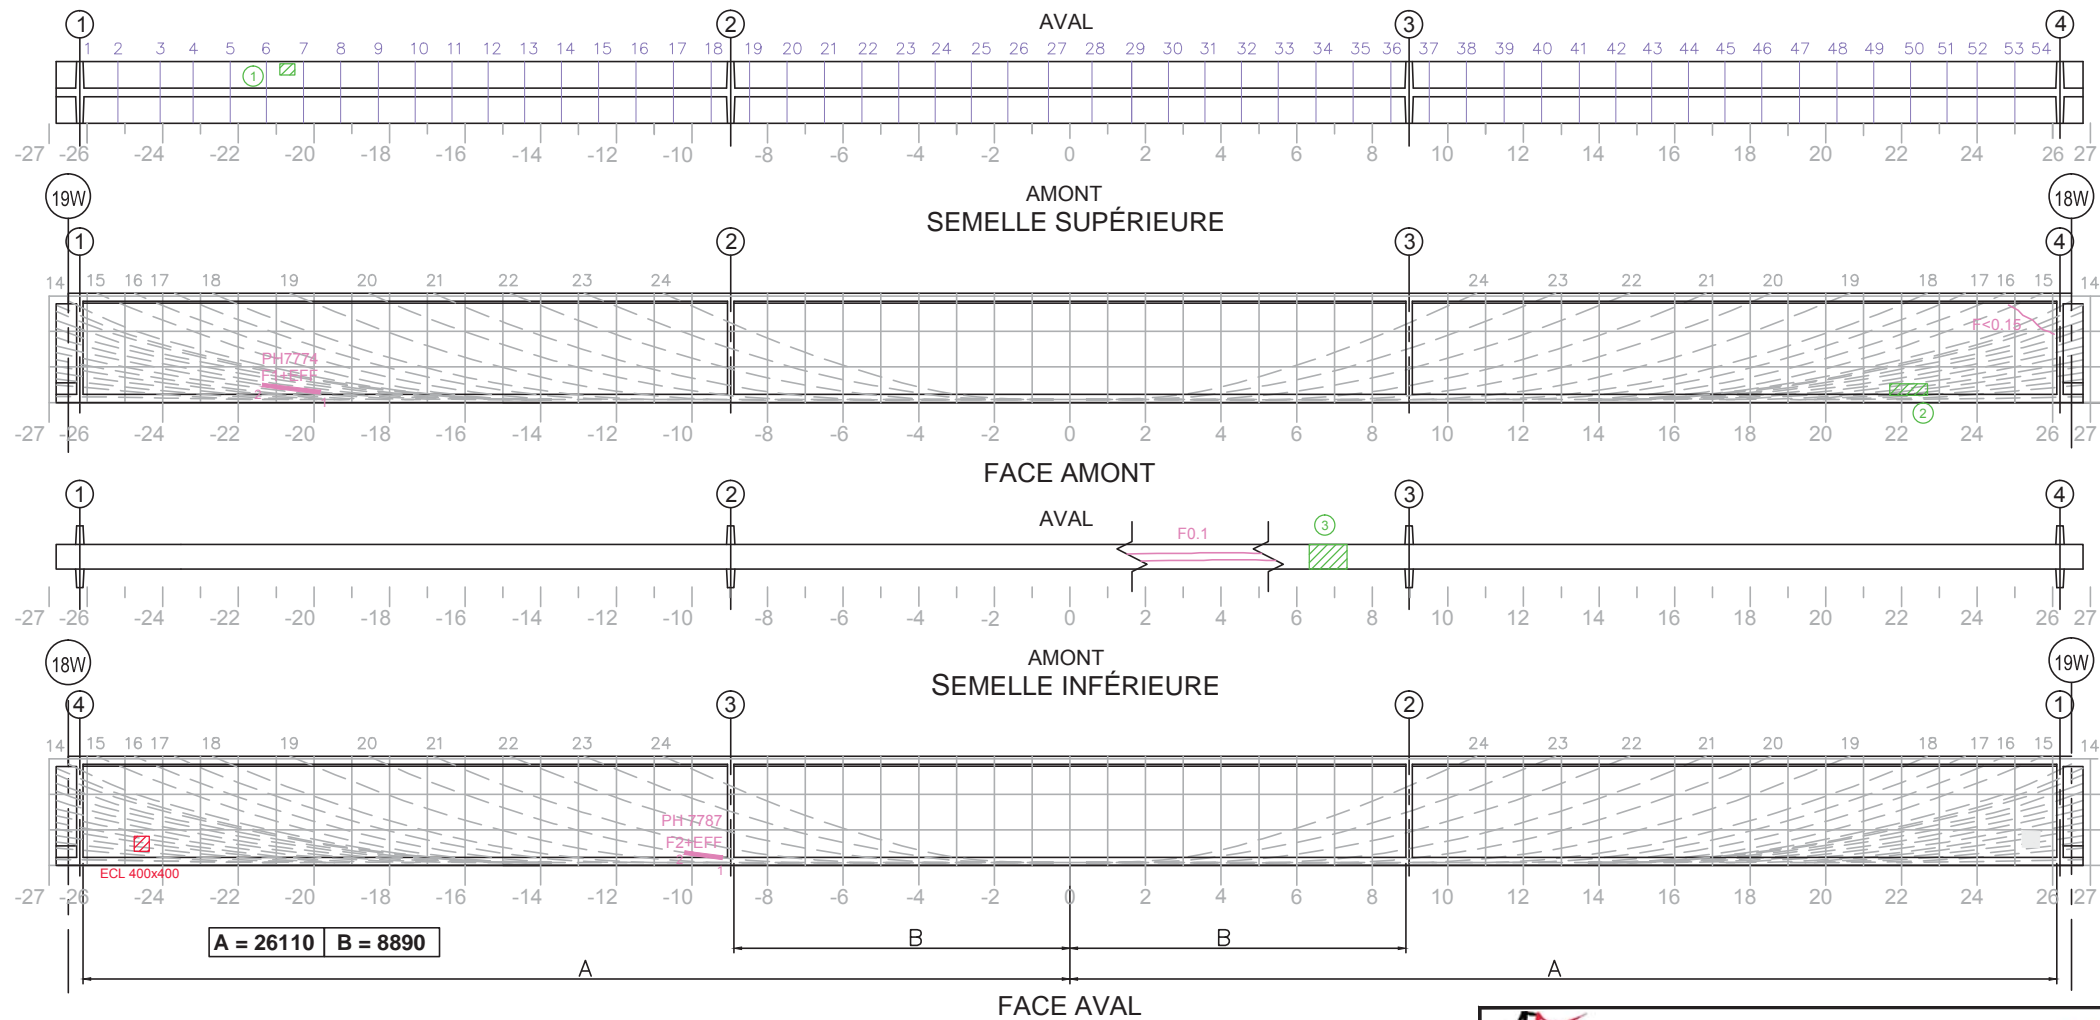 1 2 AVAL 3 4
1 2 3 4 5 6 7 8 9 10 11 12 13 14 15 16 17 18 19 20 21 22 23 24 25 26 27 28 29 30 31 32 33 34 35 36 37 38 39 40 41 42 43 44 45 46 47 48 49 50 51 52 53 54
1
-27 -26 -24 -22 -20 -18 -16 -14 -12 -10 -8 -6 -4 -2 0 2 4 6 8 10 12 14 16 18 20 22 24 26 27
19W AMONT 18W
SEMELLE SUPÉRIEURE
1 2 3 4
14 15 16 17 18 19 20 21 22 23 24 24 23 22 21 20 19 18 17 16 15 14
F<0.15
PH7774
F1+EFF
2 1
2
-27 -26 -24 -22 -20 -18 -16 -14 -12 -10 -8 -6 -4 -2 0 2 4 6 8 10 12 14 16 18 20 22 24 26 27
FACE AMONT
1 2 3 4
AVAL
F0.1 3
-27 -26 -24 -22 -20 -18 -16 -14 -12 -10 -8 -6 -4 -2 0 2 4 6 8 10 12 14 16 18 20 22 24 26 27
18W AMONT 19W
SEMELLE INFÉRIEURE
4 3 2 1
14 15 16 17 18 19 20 21 22 23 24 24 23 22 21 20 19 18 17 16 15 14
PH 7787
F2+EFF
2 1
ECL 400x400
-27 -26 -24 -22 -20 -18 -16 -14 -12 -10 -8 -6 -4 -2 0 2 4 6 8 10 12 14 16 18 20 22 24 26 27
A = 26110 B = 8890
B B
A A
FACE AVAL